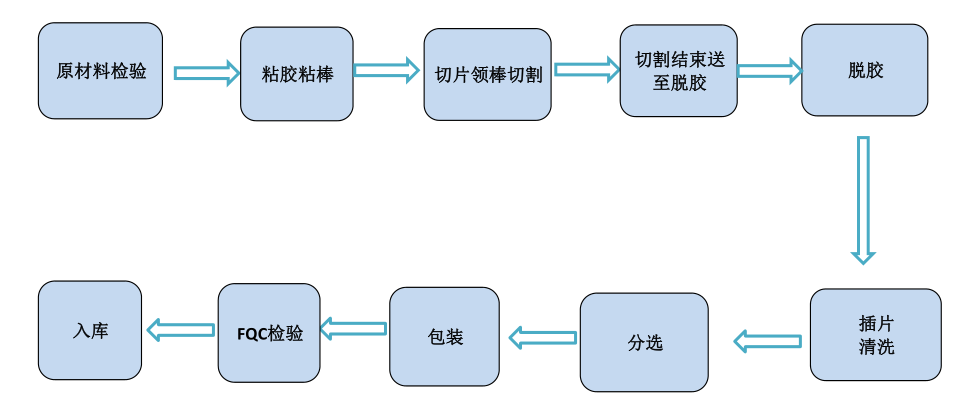 原材料检验
粘胶粘棒
切片领棒切割
切割结束送
至脱胶
脱胶
插片
清洗
分选
包装
FQC检验
入库